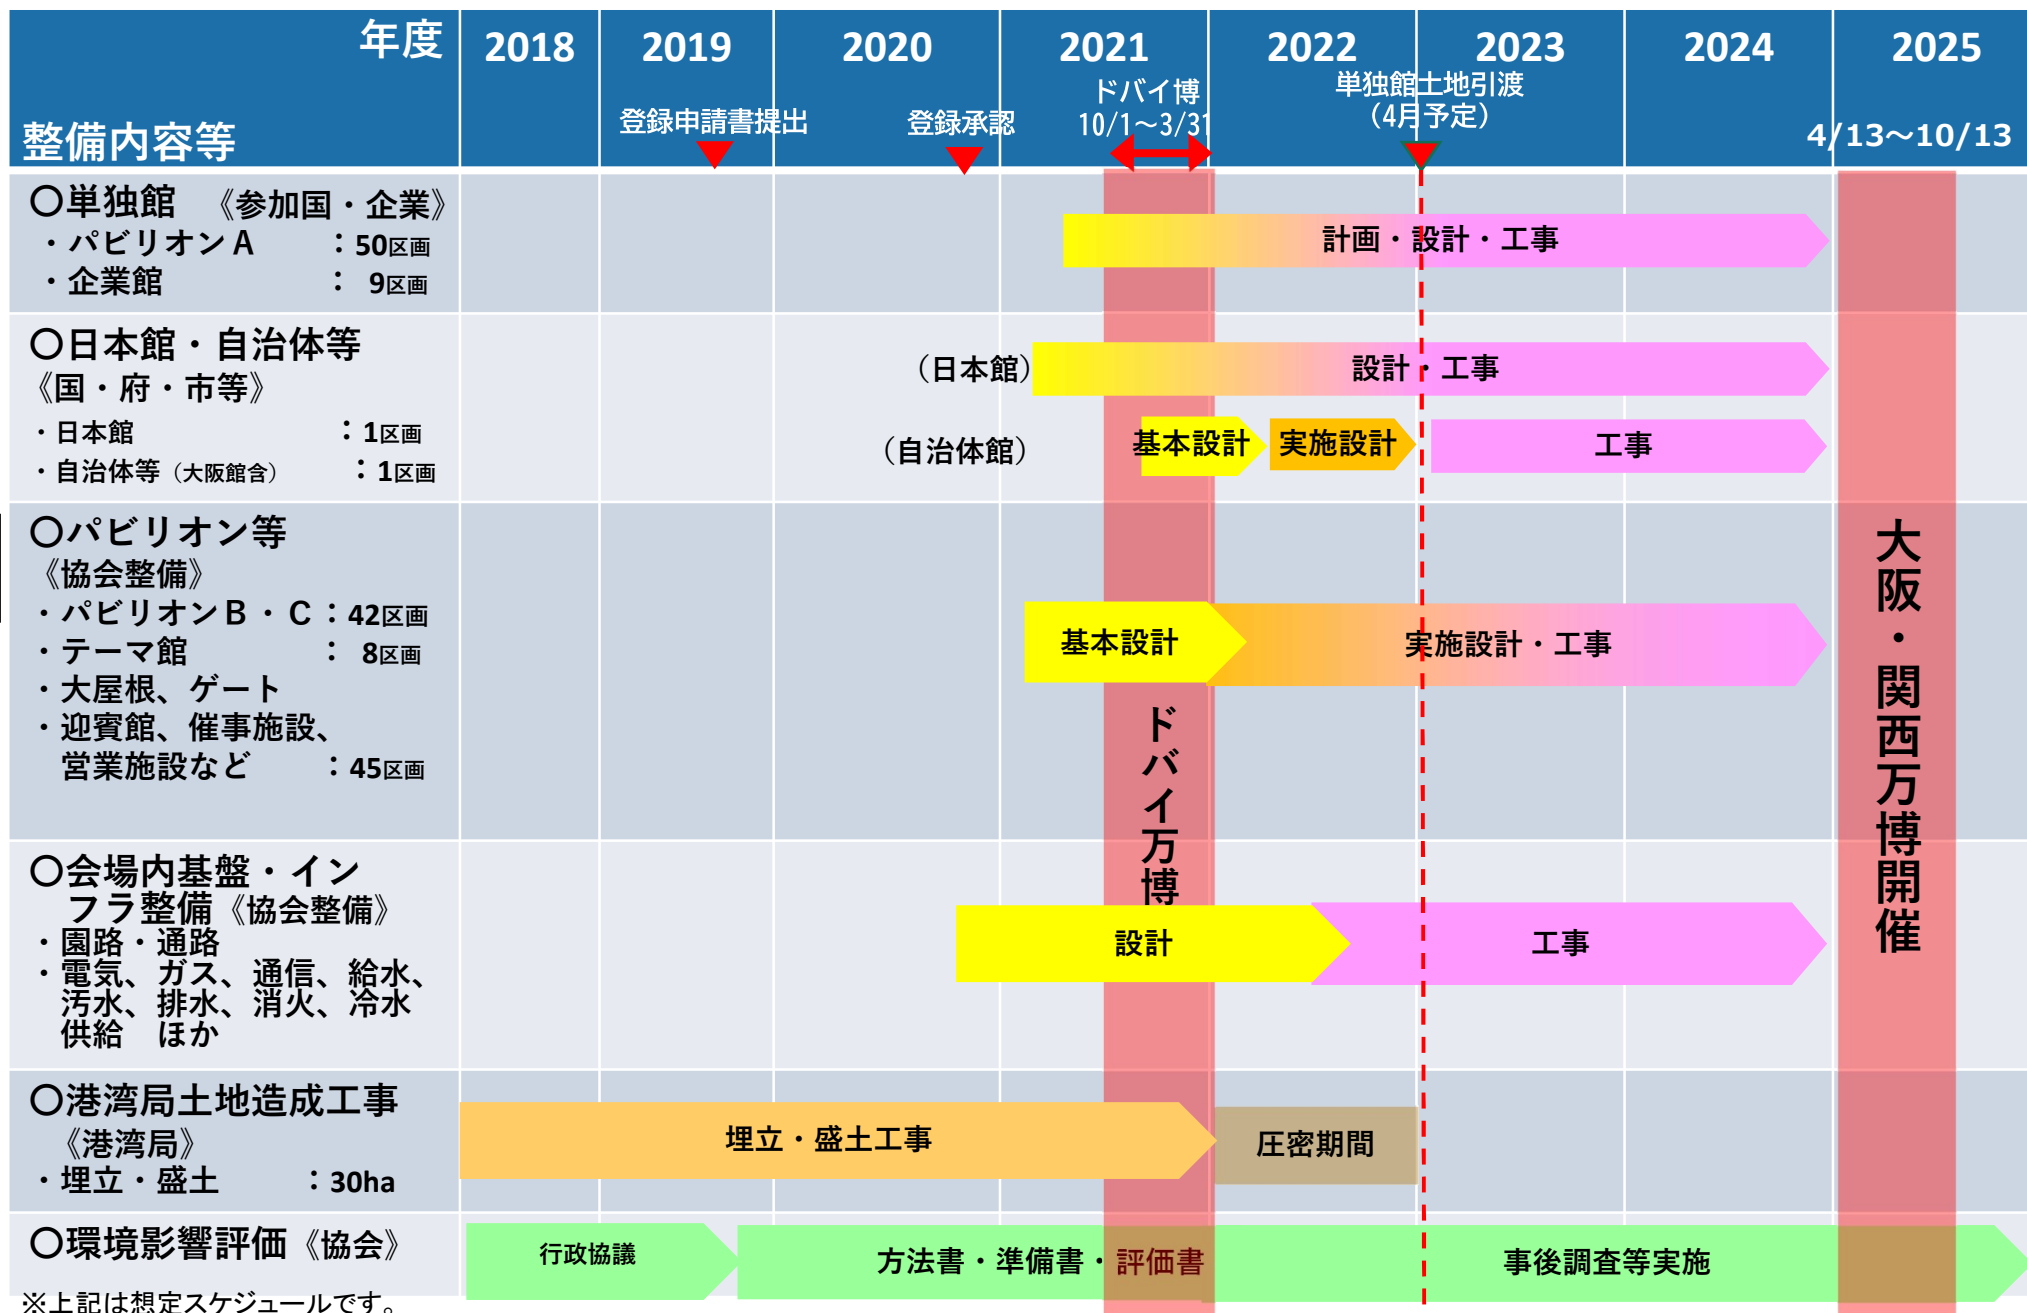 年度
2018 2019 2020 2021 2022 2023 2024 2025
整備内容等
登録申請書提出
登録承認
ドバイ博
10/1～3/31
単独館土地引渡
（4月予定）
4/13～10/13
〇単独館 《参加国・企業》
・パビリオンＡ ：50区画
・企業館 ： 9区画
計画・設計・工事
〇日本館・自治体等
《国・府・市等》
・日本館 ：1区画
・自治体等（大阪館含） ：1区画
（日本館） 設計・工事
（自治体館） 基本設計 実施設計 工事
〇パビリオン等
《協会整備》
・パビリオンＢ・Ｃ：42区画
・テーマ館 ： 8区画
・大屋根、ゲート
・迎賓館、催事施設、
営業施設など ：45区画
基本設計 実施設計・工事
ドバイ万博
大阪・関西万博開催
〇会場内基盤・イン
フラ整備《協会整備》
・園路・通路
・電気、ガス、通信、給水、
汚水、排水、消火、冷水
供給 ほか
設計 工事
〇港湾局土地造成工事
《港湾局》
・埋立・盛土 ：30ha
埋立・盛土工事 圧密期間
〇環境影響評価《協会》
行政協議 方法書・準備書・評価書 事後調査等実施
※上記は想定スケジュールです。